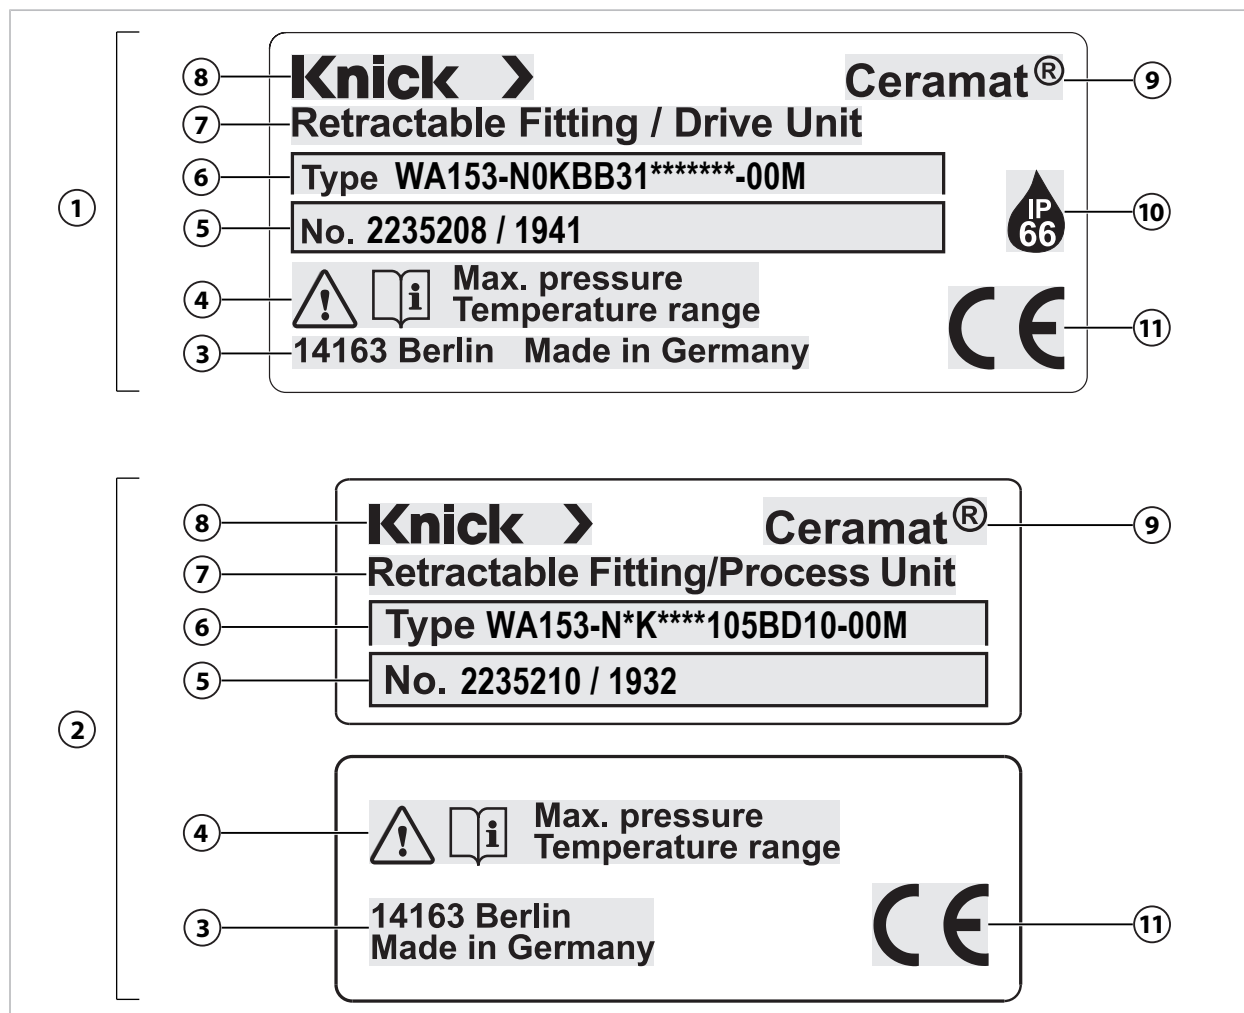 8 Knick > Ceramat® 9
7 Retractable Fitting / Drive Unit
6 Type WA153-N0KBB31*******-00M
1
5 No. 2235208 / 1941
IP
66
10
4 Max. pressure
Temperature range
11
CE
3 14163 Berlin Made in Germany
8 Knick > Ceramat® 9
7 Retractable Fitting/Process Unit
6 Type WA153-N*K****105BD10-00M
5 No. 2235210 / 1932
2
4 Max. pressure
Temperature range
3 14163 Berlin
Made in Germany
CE 11